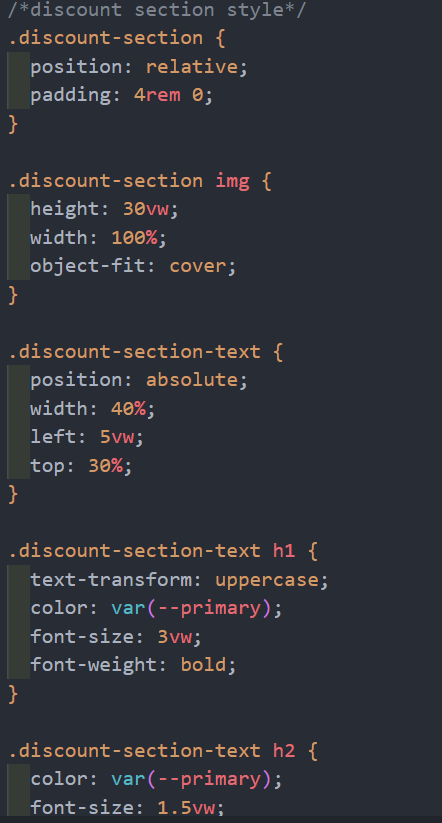 /*discount section style*/
.discount-section {
position: relative;
padding: 4rem 0;
}
.discount-section img {
height: 30vw;
width: 100%;
object-fit: cover;
}
.discount-section-text {
position: absolute;
width: 40%;
left: 5vw;
top: 30%;
}
.discount-section-text h1 {
text-transform: uppercase;
color: var(--primary);
font-size: 3vw;
font-weight: bold;
}
.discount-section-text h2 {
color: var(--primary);
font-size: 1.5vw;